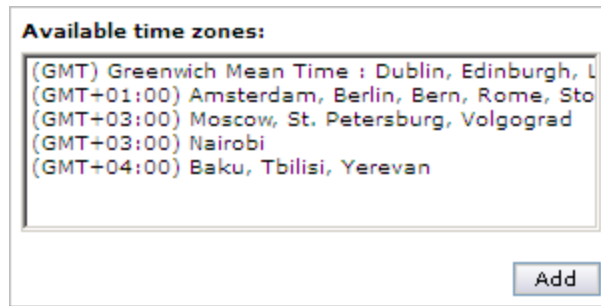 Available time zones:
(GMT) Greenwich Mean Time : Dublin, Edinburgh, L
(GMT+01:00) Amsterdam, Berlin, Bern, Rome, Sto
(GMT+03:00) Moscow, St. Petersburg, Volgograd
(GMT+03:00) Nairobi
(GMT+04:00) Baku, Tbilisi, Yerevan
Add